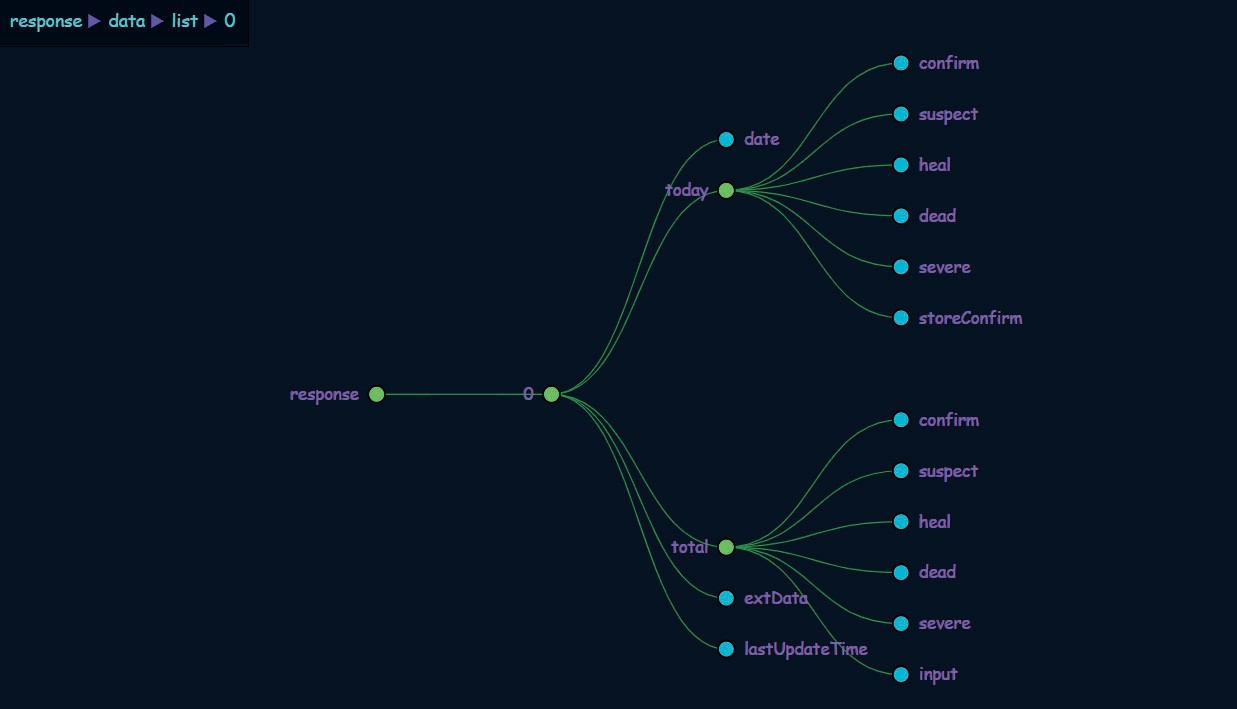 response ▶ data ▶ list ▶ 0
confirm
suspect
date
heal
today
dead
severe
storeConfirm
response
0
confirm
suspect
heal
total
dead
extData
severe
lastUpdateTime
input